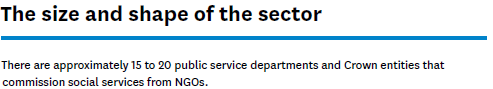 The size and shape of the sector
There are approximately 15 to 20 public service departments and Crown entities that
commission social services from NGOs.